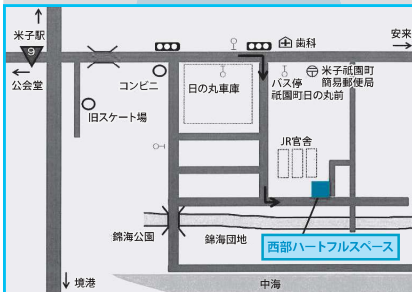 米子駅
安来
9
歯科
公会堂
コンビニ
日の丸車庫
バス停
祇園町日の丸前
米子祇園町
簡易郵便局
旧スケート場
JR官舎
錦海公園
錦海団地
西部ハートフルスペース
境港
中海